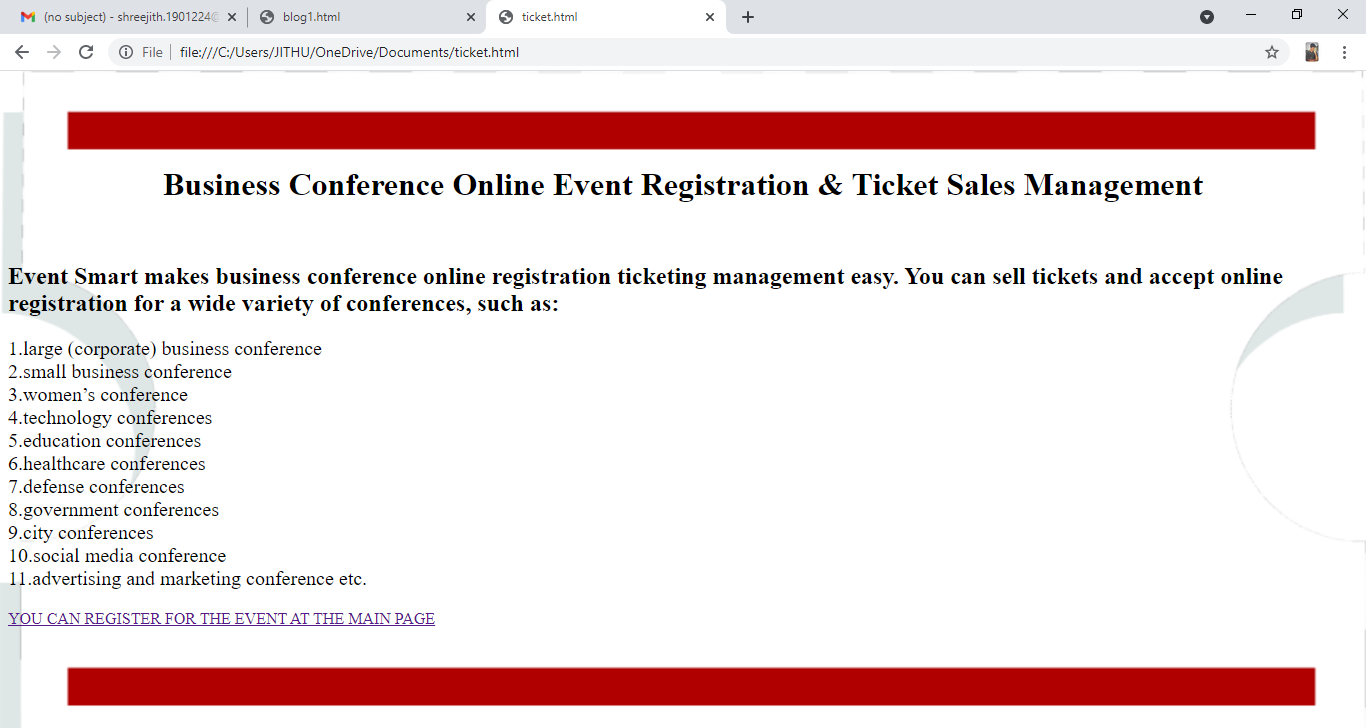 (no subject) - shreejith.1901224@
blog1.html
ticket.html
File
file:///C:/Users/JITHU/OneDrive/Documents/ticket.html
Business Conference Online Event Registration & Ticket Sales Management
Event Smart makes business conference online registration ticketing management easy. You can sell tickets and accept online
registration for a wide variety of conferences, such as:
1.large (corporate) business conference
2.small business conference
3.women’s conference
4.technology conferences
5.education conferences
6.healthcare conferences
7.defense conferences
8.government conferences
9.city conferences
10.social media conference
11.advertising and marketing conference etc.
YOU CAN REGISTER FOR THE EVENT AT THE MAIN PAGE